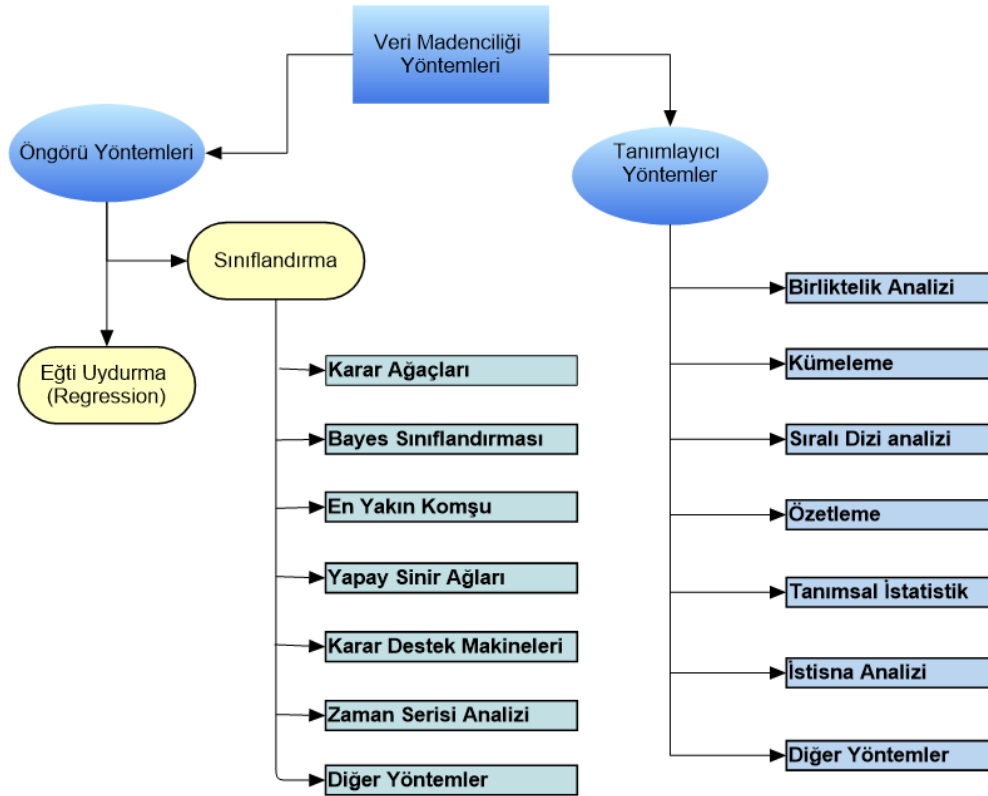 Veri Madenciliği
Yöntemleri
Öngörü Yöntemleri
Tanımlayıcı
Yöntemler
Sınıflandırma
Eğti Uydurma
(Regression)
Karar Ağaçları
Bayes Sınıflandırması
En Yakın Komşu
Yapay Sinir Ağları
Karar Destek Makineleri
Zaman Serisi Analizi
Diğer Yöntemler
Birliktelik Analizi
Kümeleme
Sıralı Dizi analizi
Özetleme
Tanımsal İstatistik
İstisna Analizi
Diğer Yöntemler